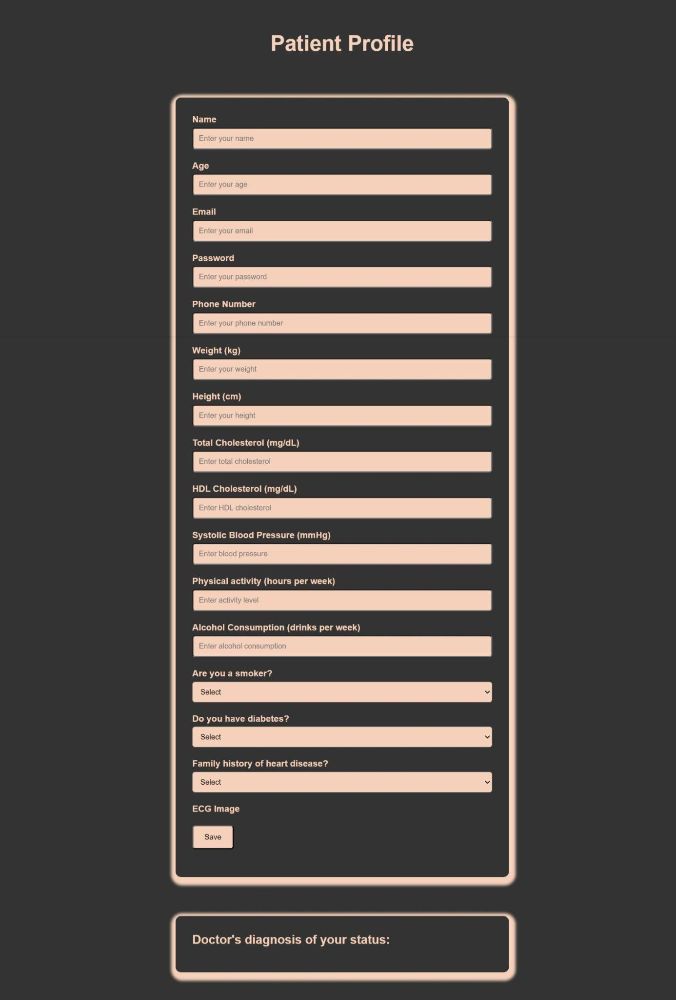 Patient Profile
Name
Enter your name
Age
Enter your age
Email
Enter your email
Password
Enter your password
Phone Number
Enter your phone number
Weight (kg)
Enter your weight
Height (cm)
Enter your height
Total Cholesterol (mg/dL)
Enter total cholesterol
HDL Cholesterol (mg/dL)
Enter HDL cholesterol
Systolic Blood Pressure (mmHg)
Enter blood pressure
Physical activity (hours per week)
Enter activity level
Alcohol Consumption (drinks per week)
Enter alcohol consumption
Are you a smoker?
Select
Do you have diabetes?
Select
Family history of heart disease?
Select
ECG Image
Save
Doctor's diagnosis of your status: